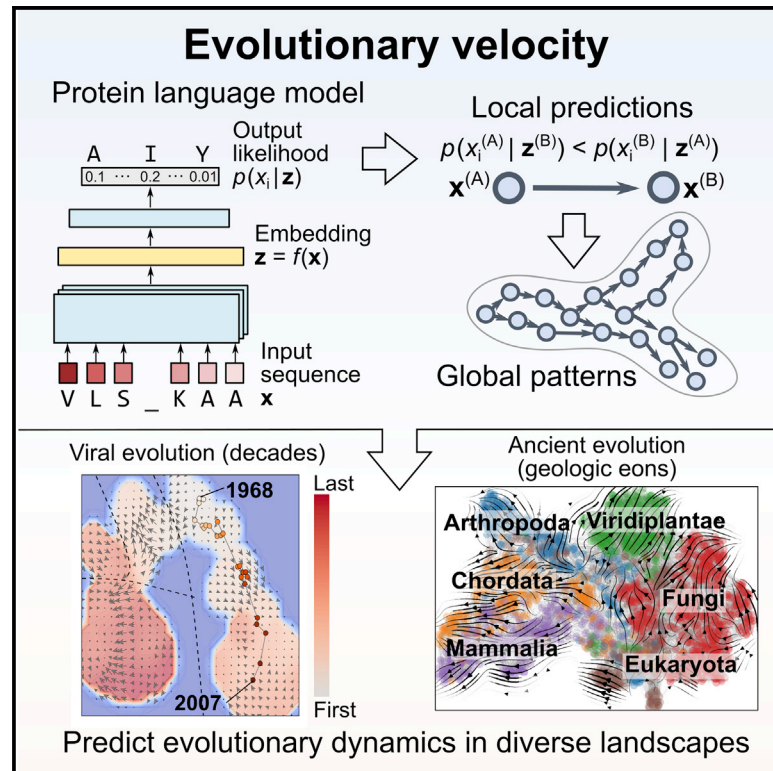 Evolutionary velocity
Protein language model
A I Y
0.1 ··· 0.2 ··· 0.01
Output
likelihood
p(xᵢ|𝐳)
Embedding
𝐳 = f(𝐱)
Input
sequence
𝐱
V L S _ K A A
Local predictions
p(xᵢ⁽ᴬ⁾ | 𝐳⁽ᴮ⁾) < p(xᵢ⁽ᴮ⁾ | 𝐳⁽ᴬ⁾)
𝐱⁽ᴬ⁾ 𝐱⁽ᴮ⁾
Global patterns
Viral evolution (decades)
1968
2007
Last
First
Ancient evolution
(geologic eons)
Arthropoda Viridiplantae
Chordata
Fungi
Mammalia
Eukaryota
Predict evolutionary dynamics in diverse landscapes